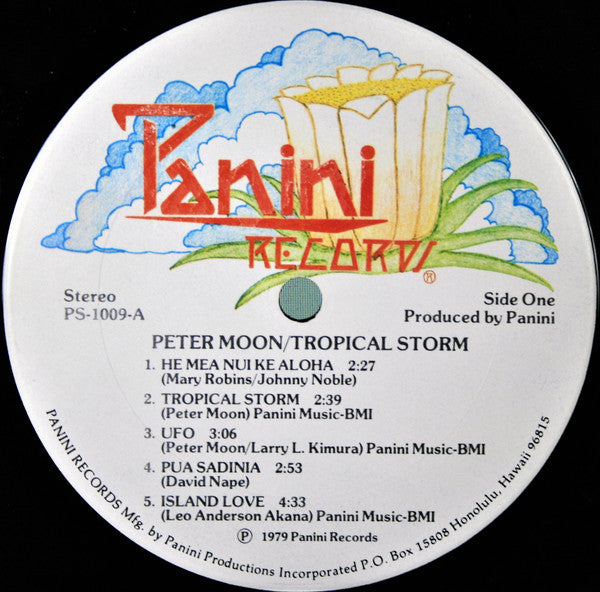 Panini
RECORDS®
Stereo
PS-1009-A
Side One
Produced by Panini
PETER MOON/TROPICAL STORM
1. HE MEA NUI KE ALOHA 2:27
(Mary Robins/Johnny Noble)
2. TROPICAL STORM 2:39
(Peter Moon) Panini Music-BMI
3. UFO 3:06
(Peter Moon/Larry L. Kimura) Panini Music-BMI
4. PUA SADINIA 2:53
(David Nape)
5. ISLAND LOVE 4:33
(Leo Anderson Akana) Panini Music-BMI
℗ 1979 Panini Records
PANINI RECORDS Mfg. by Panini Productions Incorporated P.O. Box 15808 Honolulu, Hawaii 96815